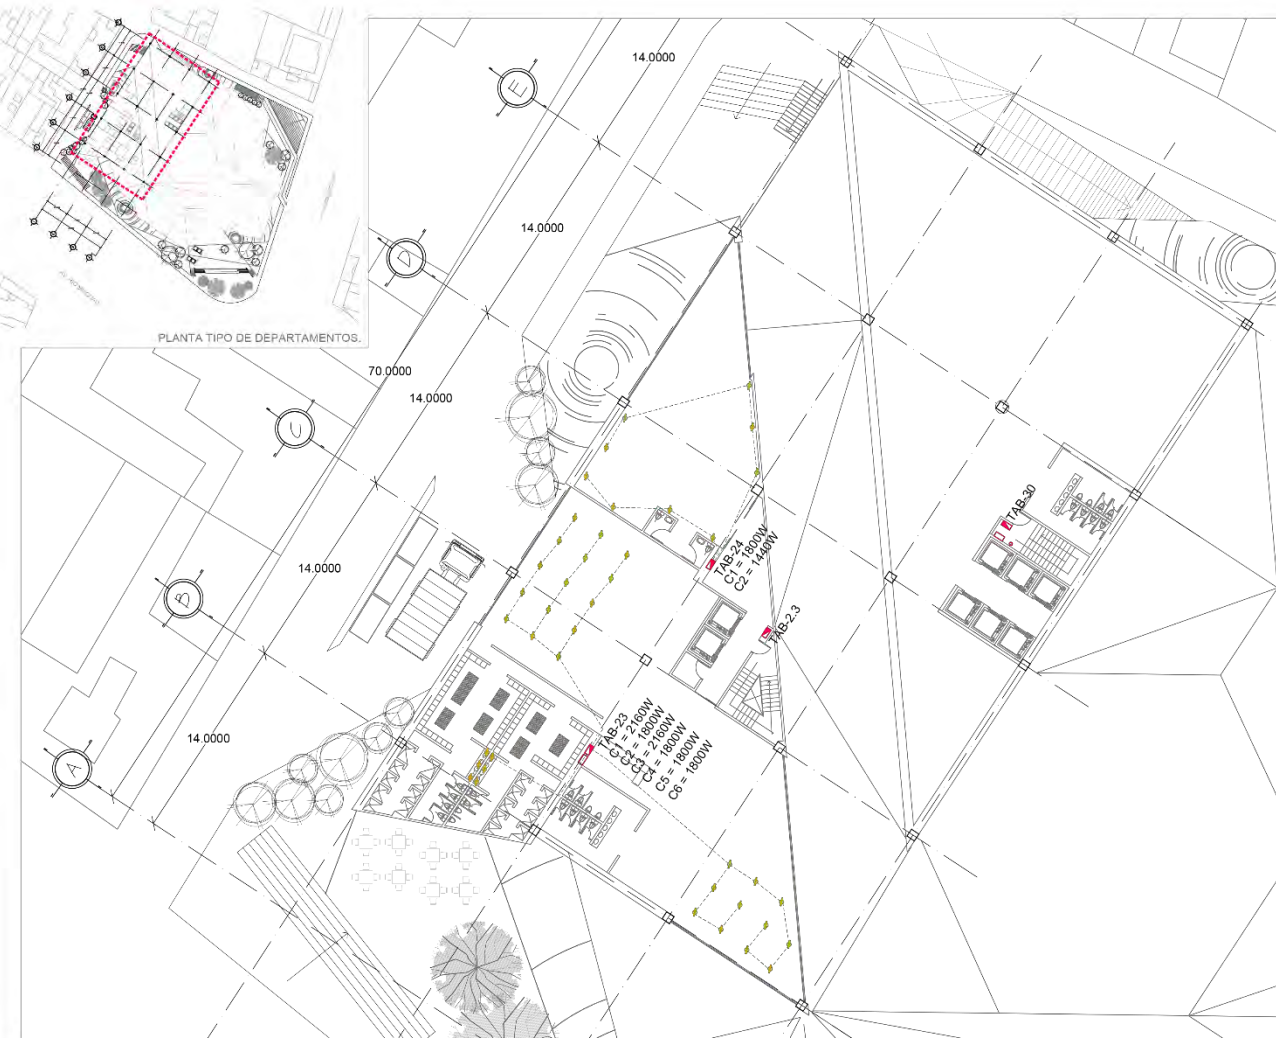 PLANTA TIPO DE DEPARTAMENTOS.
E
14.0000
D
14.0000
70.0000
14.0000
C
14.0000
B
14.0000
A
TAB-30
TAB-24
C1 = 1800W
C2 = 1440W
TAB-2.3
TAB-23
C1 = 2160W
C2 = 1800W
C3 = 2160W
C4 = 1800W
C5 = 1800W
C6 = 1800W